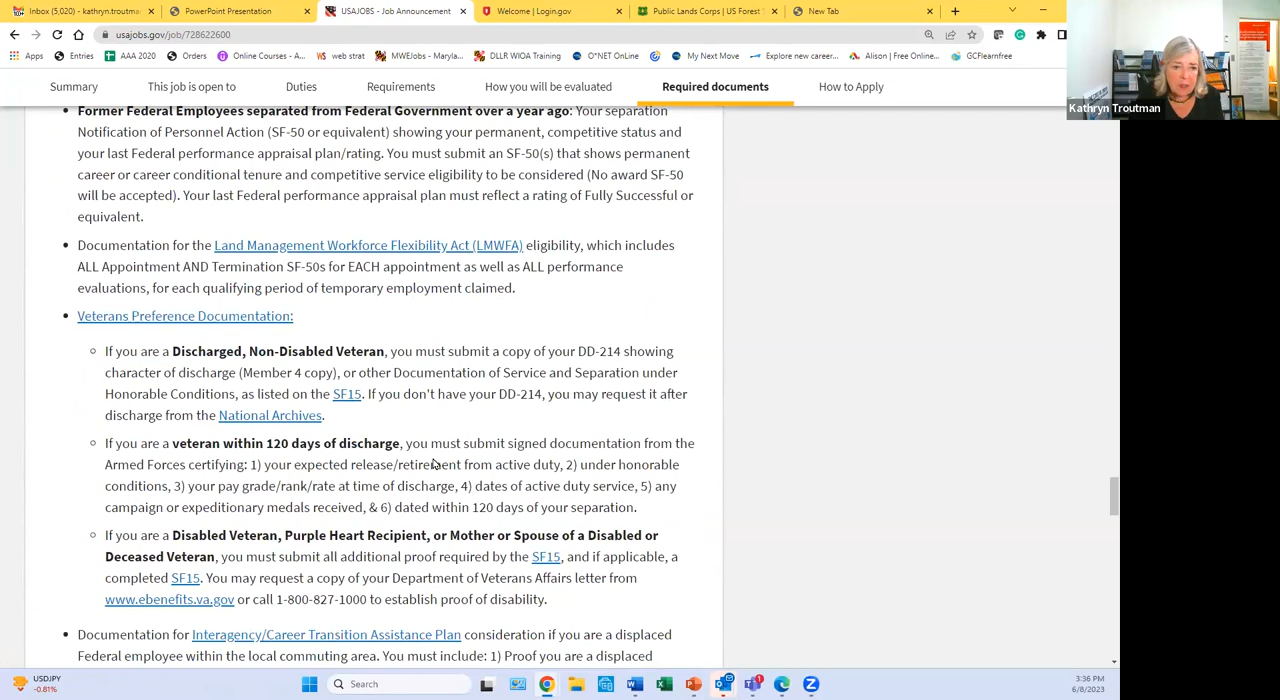 Inbox (5,020) - kathryn.troutma
PowerPoint Presentation
USAJOBS - Job Announcement
Welcome | Login.gov
Public Lands Corps | US Forest
New Tab
usajobs.gov/job/728622600
Apps
Entries
AAA 2020
Orders
Online Courses - A...
web strat
MWEJobs - Maryla...
DLLR WIOA Training
O*NET OnLine
My Next Move
Explore new career...
Alison | Free Online...
GCFlearnfree
Kathryn Troutman
Summary
This job is open to
Duties
Requirements
How you will be evaluated
Required documents
How to Apply
Former Federal Employees separated from Federal Government over a year ago: Your separation
Notification of Personnel Action (SF-50 or equivalent) showing your permanent, competitive status and
your last Federal performance appraisal plan/rating. You must submit an SF-50(s) that shows permanent
career or career conditional tenure and competitive service eligibility to be considered (No award SF-50
will be accepted). Your last Federal performance appraisal plan must reflect a rating of Fully Successful or
equivalent.
Documentation for the Land Management Workforce Flexibility Act (LMWFA) eligibility, which includes
ALL Appointment AND Termination SF-50s for EACH appointment as well as ALL performance
evaluations, for each qualifying period of temporary employment claimed.
Veterans Preference Documentation:
If you are a Discharged, Non-Disabled Veteran, you must submit a copy of your DD-214 showing
character of discharge (Member 4 copy), or other Documentation of Service and Separation under
Honorable Conditions, as listed on the SF15. If you don't have your DD-214, you may request it after
discharge from the National Archives.
If you are a veteran within 120 days of discharge, you must submit signed documentation from the
Armed Forces certifying: 1) your expected release/retirement from active duty, 2) under honorable
conditions, 3) your pay grade/rank/rate at time of discharge, 4) dates of active duty service, 5) any
campaign or expeditionary medals received, & 6) dated within 120 days of your separation.
If you are a Disabled Veteran, Purple Heart Recipient, or Mother or Spouse of a Disabled or
Deceased Veteran, you must submit all additional proof required by the SF15, and if applicable, a
completed SF15. You may request a copy of your Department of Veterans Affairs letter from
www.ebenefits.va.gov or call 1-800-827-1000 to establish proof of disability.
Documentation for Interagency/Career Transition Assistance Plan consideration if you are a displaced
Federal employee within the local commuting area. You must include: 1) Proof you are a displaced
USDJPY
-0.81%
Search
3:36 PM
6/8/2023